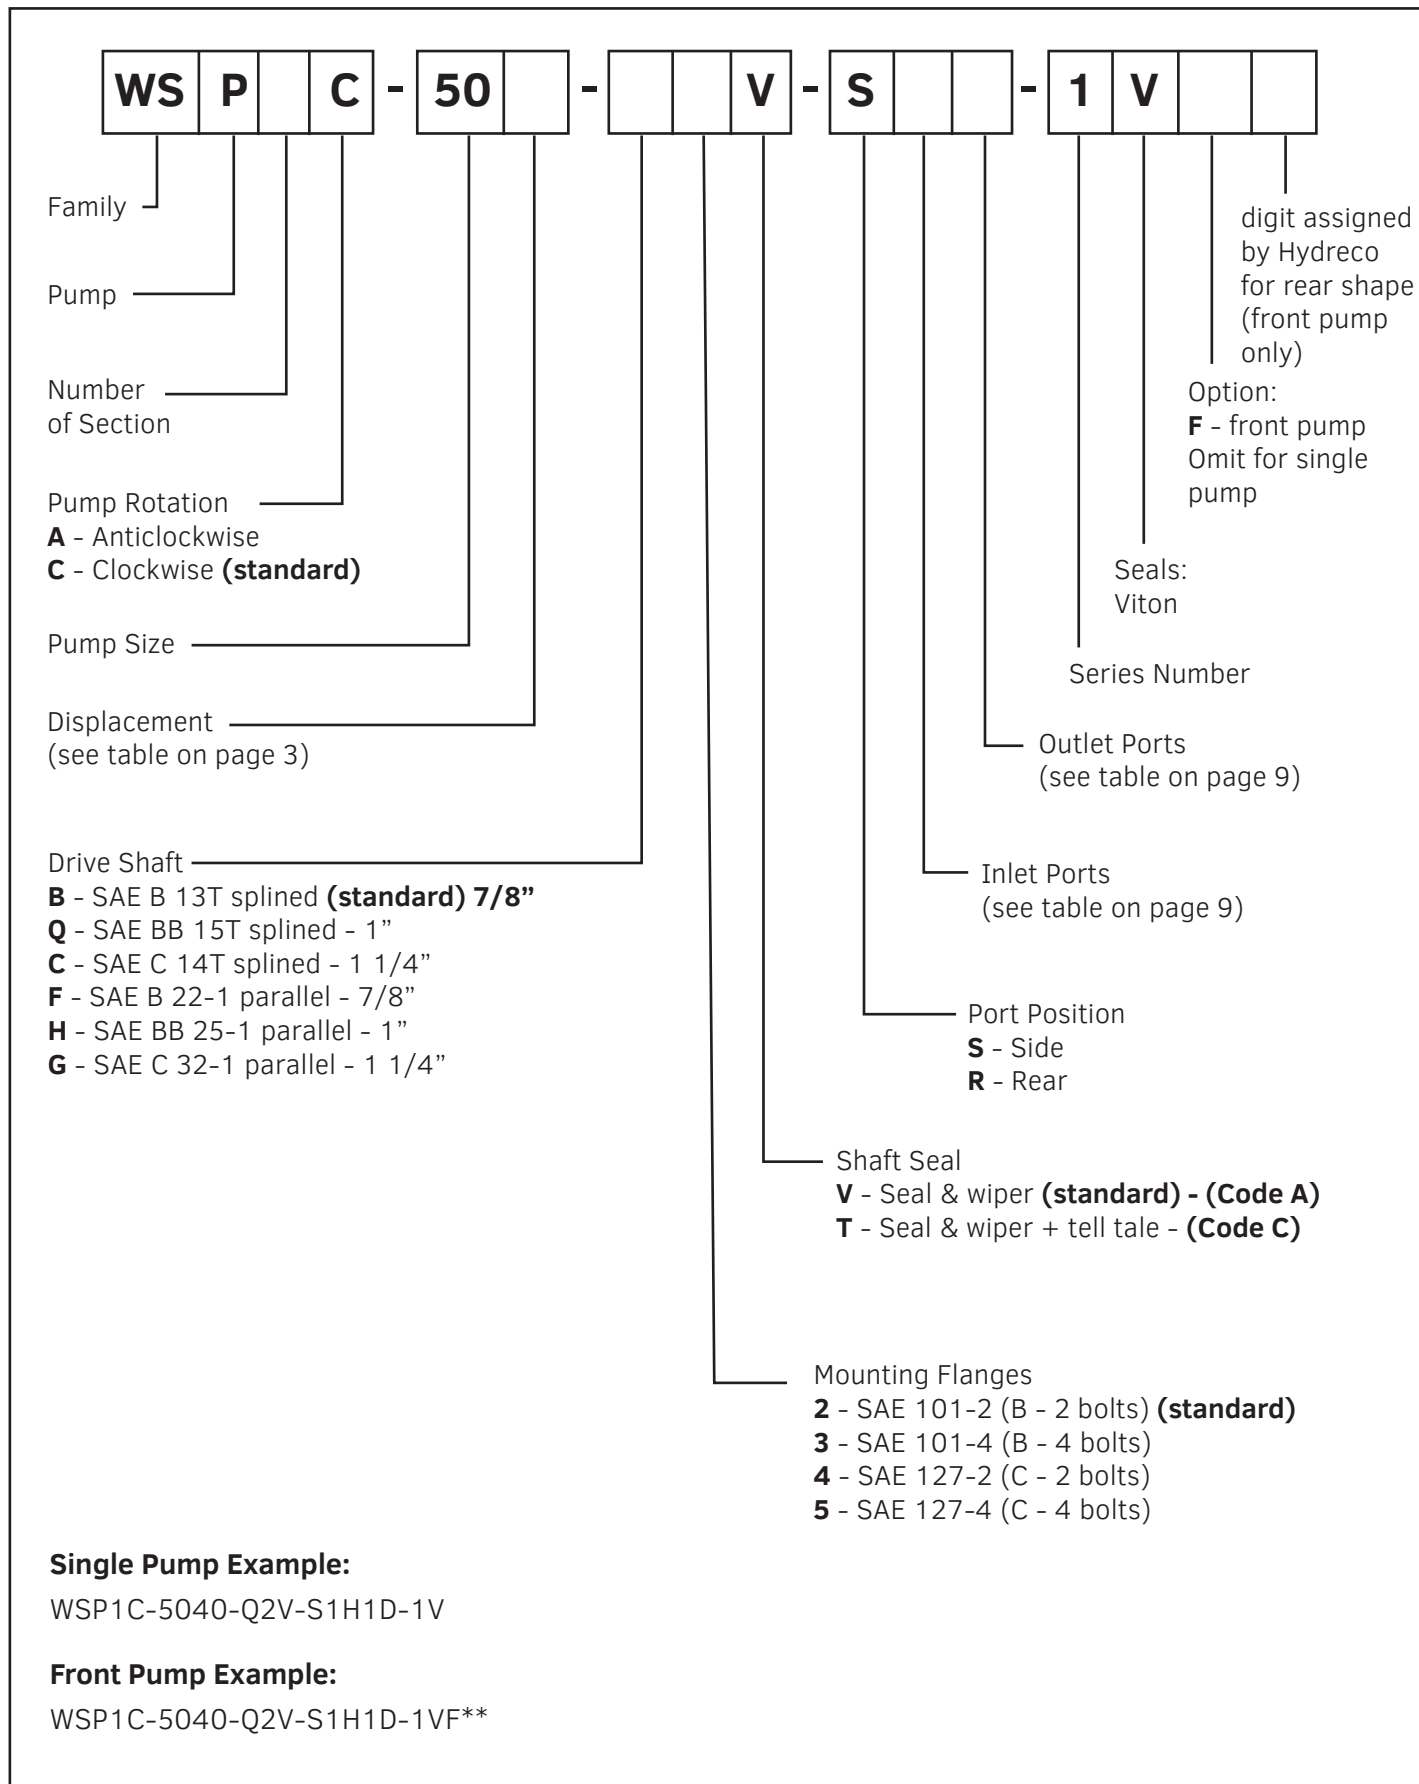 WS P C - 50 - V - S - 1 V
Family
Pump
Number
of Section
Pump Rotation
A - Anticlockwise
C - Clockwise (standard)
Pump Size
Displacement
(see table on page 3)
Drive Shaft
B - SAE B 13T splined (standard) 7/8”
Q - SAE BB 15T splined - 1”
C - SAE C 14T splined - 1 1/4”
F - SAE B 22-1 parallel - 7/8”
H - SAE BB 25-1 parallel - 1”
G - SAE C 32-1 parallel - 1 1/4”
digit assigned
by Hydreco
for rear shape
(front pump
only)
Option:
F - front pump
Omit for single
pump
Seals:
Viton
Series Number
Outlet Ports
(see table on page 9)
Inlet Ports
(see table on page 9)
Port Position
S - Side
R - Rear
Shaft Seal
V - Seal & wiper (standard) - (Code A)
T - Seal & wiper + tell tale - (Code C)
Mounting Flanges
2 - SAE 101-2 (B - 2 bolts) (standard)
3 - SAE 101-4 (B - 4 bolts)
4 - SAE 127-2 (C - 2 bolts)
5 - SAE 127-4 (C - 4 bolts)
Single Pump Example:
WSP1C-5040-Q2V-S1H1D-1V
Front Pump Example:
WSP1C-5040-Q2V-S1H1D-1VF**